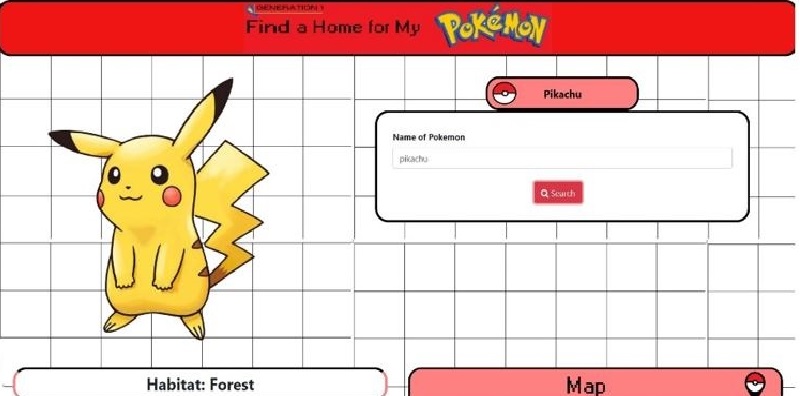 GENERATION 1
Find a Home for My POKéMON
Pikachu
Name of Pokemon
pikachu
Search
Habitat: Forest
Map